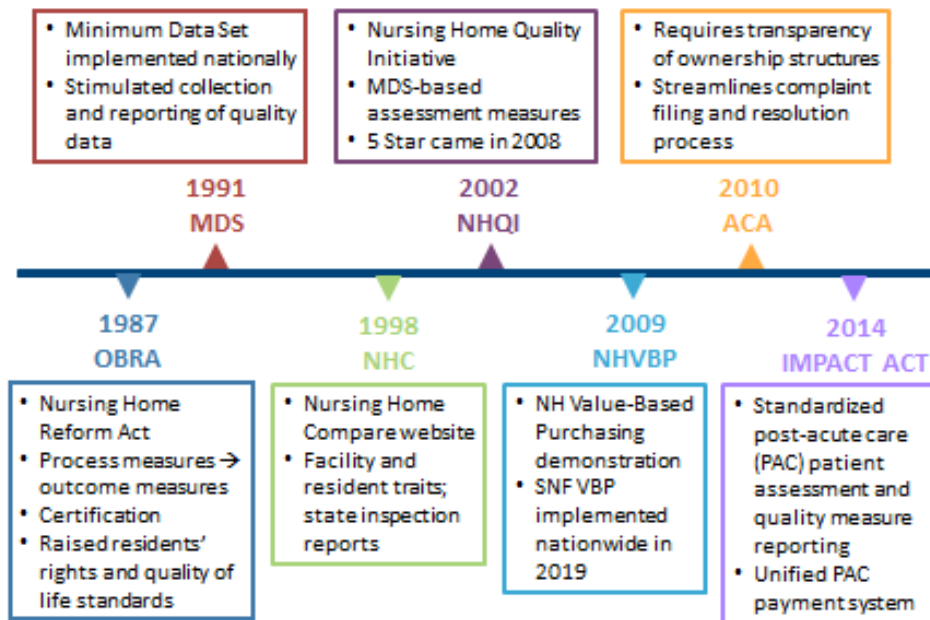 • Minimum Data Set
implemented nationally
• Stimulated collection
and reporting of quality
data
1991
MDS
• Nursing Home Quality
Initiative
• MDS-based
assessment measures
• 5 Star came in 2008
2002
NHQI
• Requires transparency
of ownership structures
• Streamlines complaint
filing and resolution
process
2010
ACA
1987
OBRA
• Nursing Home
Reform Act
• Process measures →
outcome measures
• Certification
• Raised residents'
rights and quality of
life standards
1998
NHC
• Nursing Home
Compare website
• Facility and
resident traits;
state inspection
reports
2009
NHVBP
• NH Value-Based
Purchasing
demonstration
• SNF VBP
implemented
nationwide in
2019
2014
IMPACT ACT
• Standardized
post-acute care
(PAC) patient
assessment and
quality measure
reporting
• Unified PAC
payment system